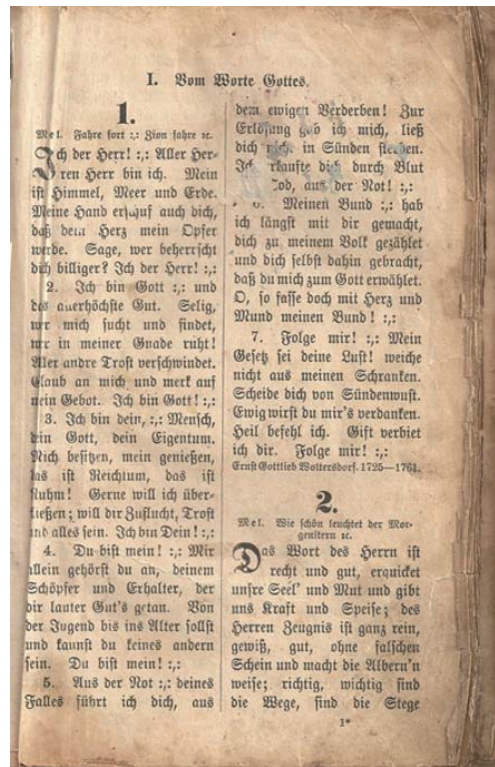 I. Vom Worte Gottes.
1.
Mel. Fahre fort :,: Zion fahre ꝛc.
Ich der Herr! :,: Aller Her-
ren Herr bin ich. Mein
ist Himmel, Meer und Erde.
Meine Hand erschuf auch dich,
daß dein Herz mein Opfer
werde. Sage, wer beherrscht
dich billiger? Ich der Herr! :,:
2. Ich bin Gott :,: und
das allerhöchste Gut. Selig,
wer mich sucht und findet,
wer in meiner Gnade ruht!
Aller andre Trost verschwindet.
Glaub an mich und merk auf
mein Gebot. Ich bin Gott! :,:
3. Ich bin dein, :,: Mensch,
dein Gott, dein Eigentum.
Mich besitzen, mein genießen,
das ist Reichtum, das ist
Ruhm! Gerne will ich über-
fließen; will dir Zuflucht, Trost
und alles sein. Ich bin Dein! :,:
4. Du bist mein! :,: Mir
allein gehörst du an, deinem
Schöpfer und Erhalter, der
dir lauter Gut's getan. Von
der Jugend bis ins Alter sollst
und kannst du keines andern
sein. Du bist mein! :,:
5. Aus der Not :,: deines
Falles führt ich dich, aus
dem ewigen Verderben! Zur
Erlösung gab ich mich, ließ
dich nich. in Sünden sterben.
Ich erkaufte dich durch Blut
Tod, aus der Not! :,:
6. Meinen Bund :,: hab
ich längst mit dir gemacht,
dich zu meinem Volk gezählet
und dich selbst dahin gebracht,
daß du mich zum Gott erwählet.
O, so fasse doch mit Herz und
Mund meinen Bund! :,:
7. Folge mir! :,: Mein
Gesetz sei deine Lust! weiche
nicht aus meinen Schranken.
Scheide dich von Sündenwust.
Ewig wirst du mir's verdanken.
Heil befehl ich. Gift verbiet
ich dir. Folge mir! :,:
Ernst Gottlieb Woltersdorf. 1725—1761.
2.
Mel. Wie schön leuchtet der Mor-
genstern ꝛc.
Das Wort des Herrn ist
recht und gut, erquicket
unsre Seel' und Mut und gibt
uns Kraft und Speise; des
Herren Zeugnis ist ganz rein,
gewiß, gut, ohne falschen
Schein und macht die Albern'n
weise; richtig, wichtig sind
die Wege, sind die Stege
1*